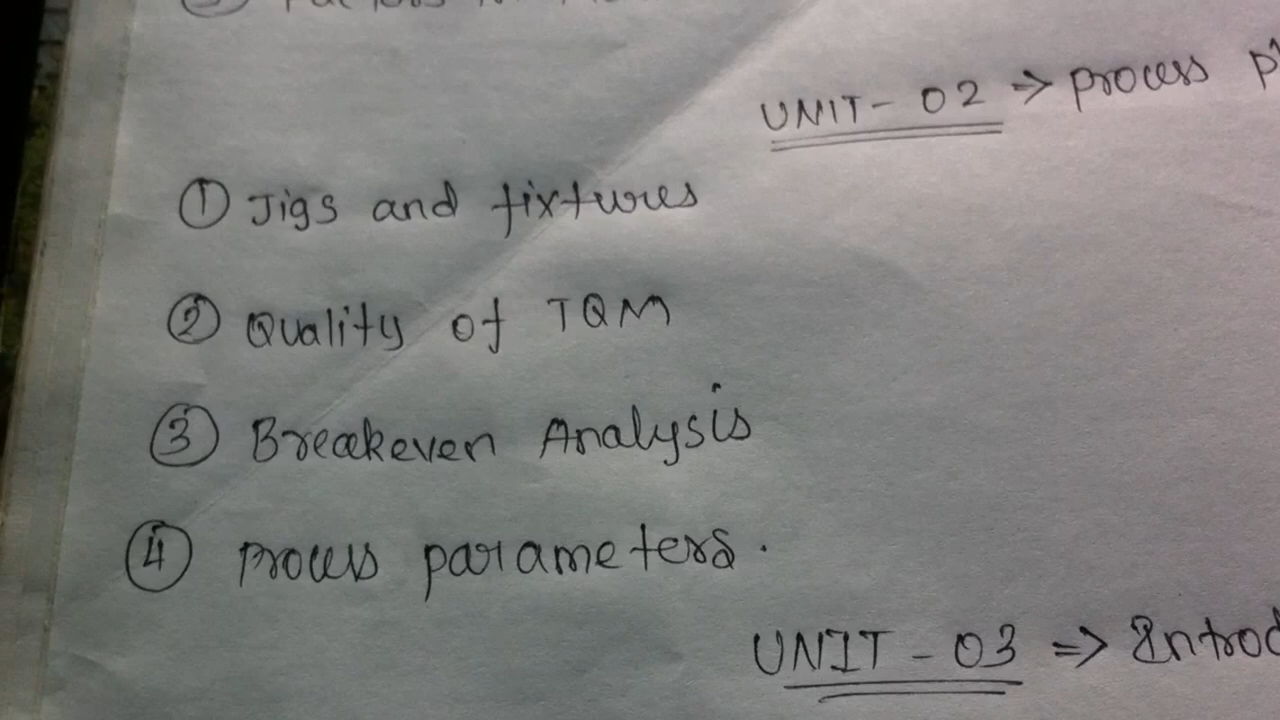 UNIT - 02 => process
① Jigs and fixtures
② Quality of TQM
③ Breakeven Analysis
④ process parameters.
UNIT - 03 =>